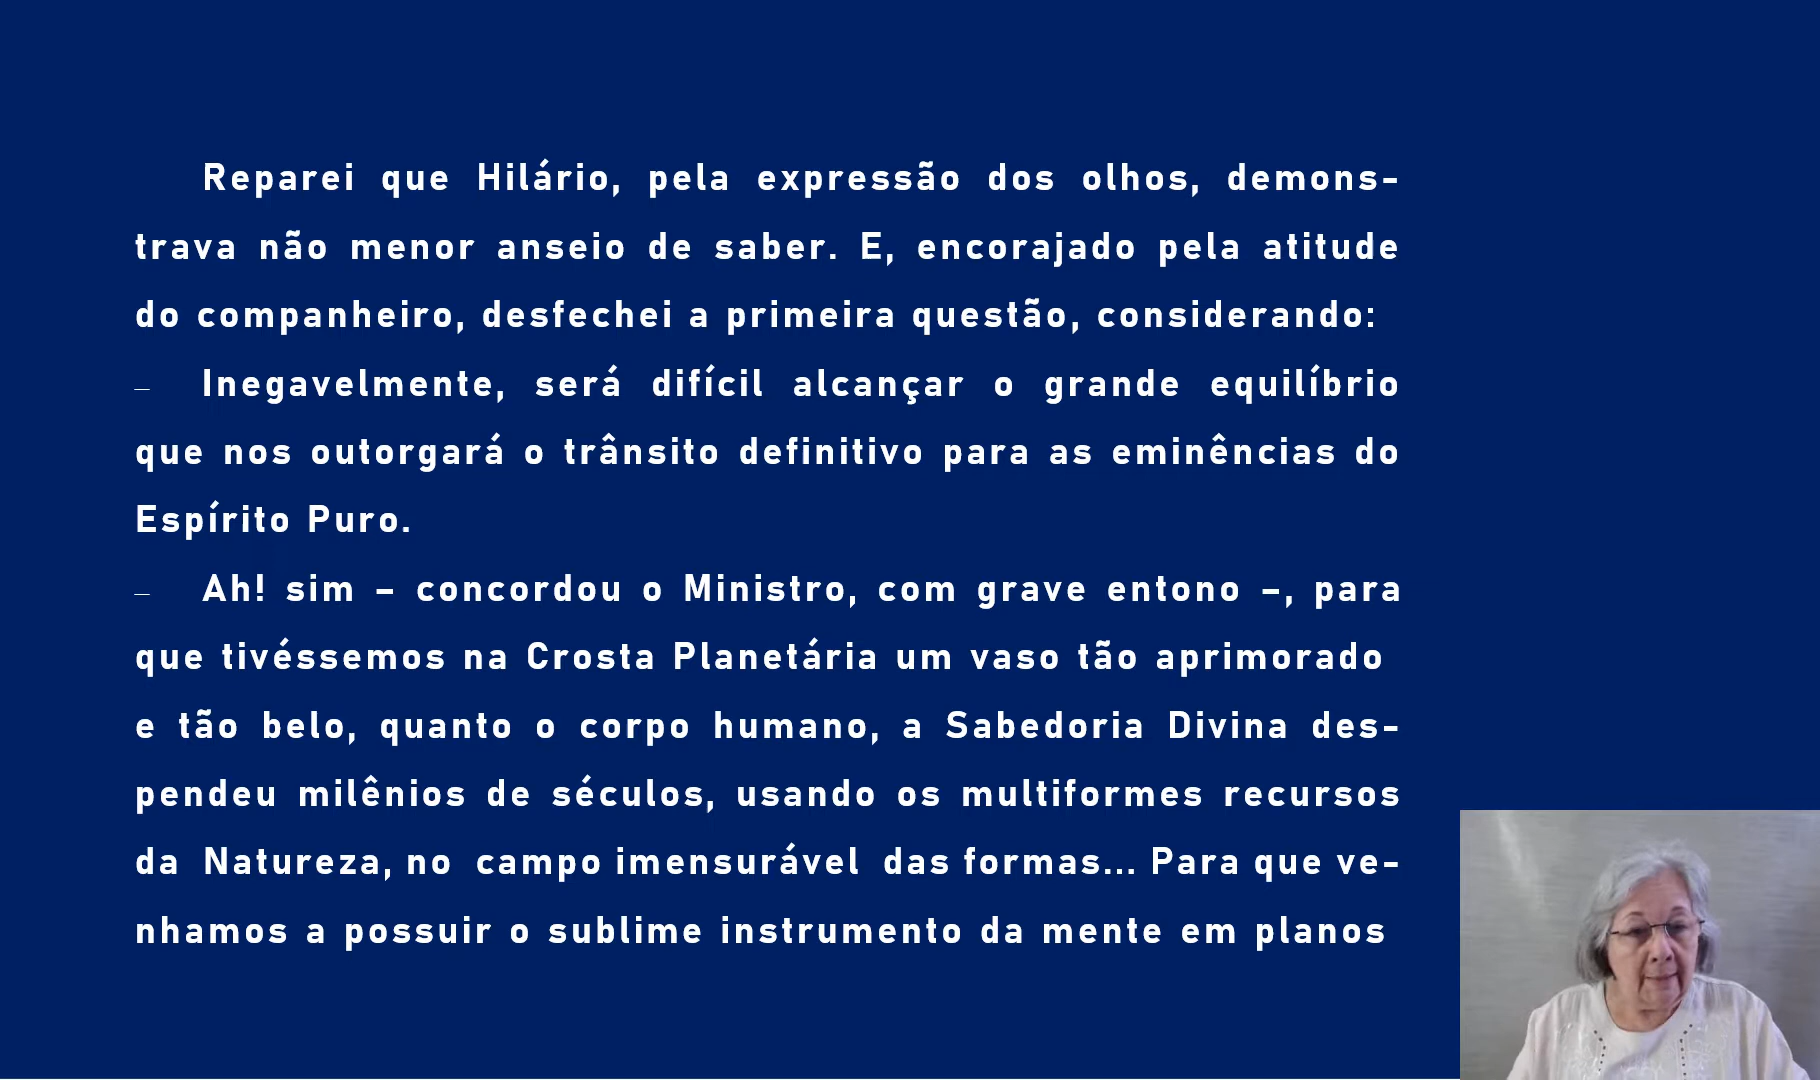 Reparei que Hilário, pela expressão dos olhos, demons-
trava não menor anseio de saber. E, encorajado pela atitude
do companheiro, desfechei a primeira questão, considerando:
– Inegavelmente, será difícil alcançar o grande equilíbrio
que nos outorgará o trânsito definitivo para as eminências do
Espírito Puro.
– Ah! sim – concordou o Ministro, com grave entono –, para
que tivéssemos na Crosta Planetária um vaso tão aprimorado
e tão belo, quanto o corpo humano, a Sabedoria Divina des-
pendeu milênios de séculos, usando os multiformes recursos
da Natureza, no campo imensurável das formas... Para que ve-
nhamos a possuir o sublime instrumento da mente em planos